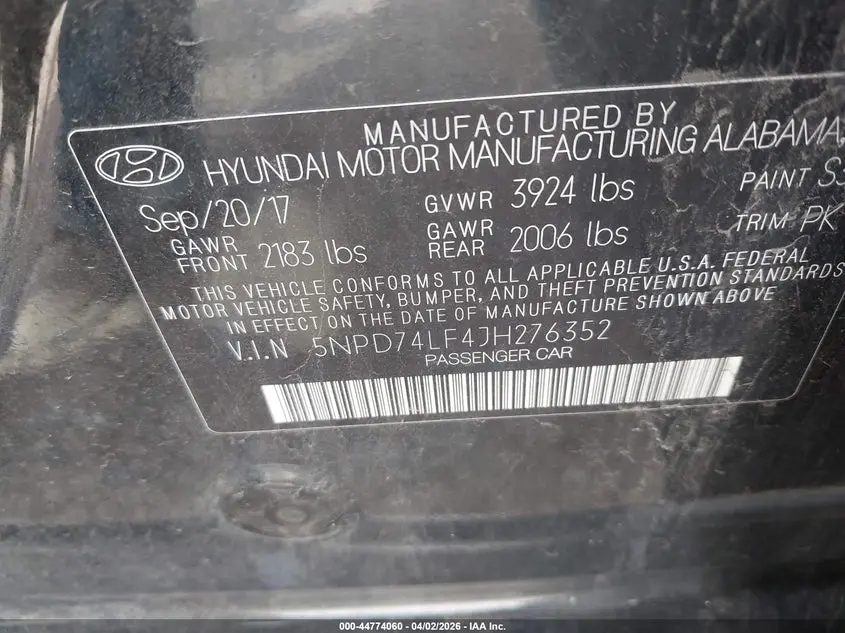 MANUFACTURED BY
HYUNDAI MOTOR MANUFACTURING ALABAMA,
Sep/20/17 GVWR 3924 lbs PAINT
GAWR FRONT 2183 lbs GAWR REAR 2006 lbs TRIM PK
THIS VEHICLE CONFORMS TO ALL APPLICABLE U.S.A. FEDERAL
MOTOR VEHICLE SAFETY, BUMPER, AND THEFT PREVENTION STANDARDS
IN EFFECT ON THE DATE OF MANUFACTURE SHOWN ABOVE
V.I.N 5NPD74LF4JH276352
PASSENGER CAR
000-44774060 - 04/02/2026 - IAA Inc.